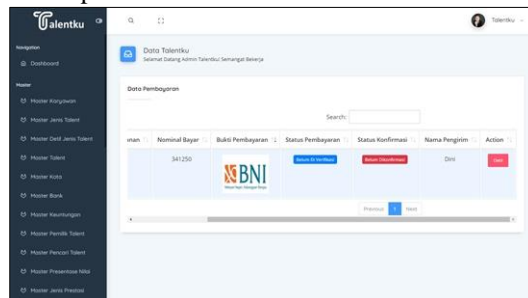 Talentku
Talentku
Navigation
Dashboard
Data Talentku
Selamat Datang Admin Talentku: Semangat Bekerja
Master
Master Karyawan
Master Jenis Talent
Master Detil Jenis Talent
Master Talent
Master Kota
Master Bank
Master Keuntungan
Master Pemilik Talent
Master Pencari Talent
Master Presentase Nilai
Master Jenis Prestasi
Data Pembayaran
Search:
anan Nominal Bayar Bukti Pembayaran Status Pembayaran Status Konfirmasi Nama Pengirim Action
341250 BNI Belum Di Verifikasi Belum Dikonfirmasi Dini
Previous 1 Next